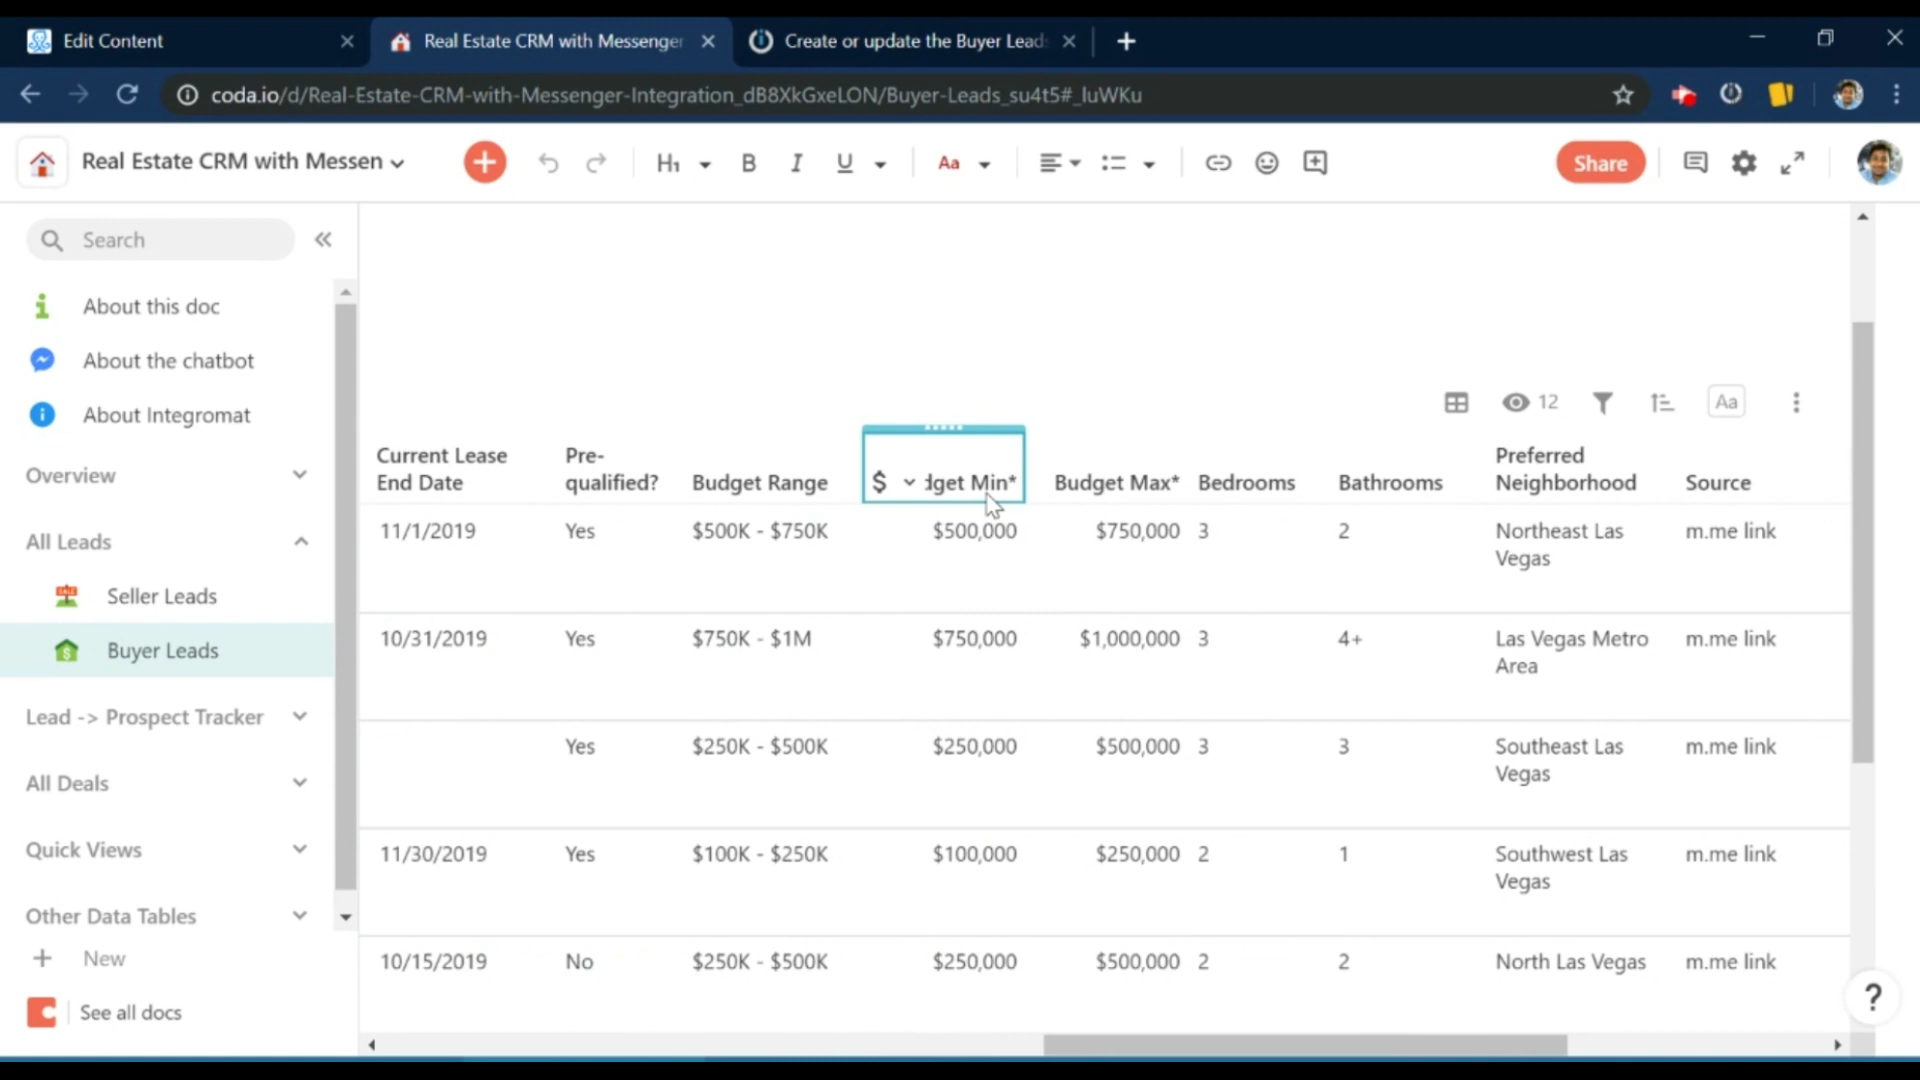 Edit Content
Real Estate CRM with Messenger
Create or update the Buyer Lead
coda.io/d/Real-Estate-CRM-with-Messenger-Integration_dB8XkGxeLON/Buyer-Leads_su4t5#_luWKu
Real Estate CRM with Messen
H1
B
I
U
Aa
Share
Search
About this doc
About the chatbot
About Integromat
Overview
All Leads
Seller Leads
Buyer Leads
Lead -> Prospect Tracker
All Deals
Quick Views
Other Data Tables
New
See all docs
12
Aa
Current Lease End Date Pre-qualified? Budget Range $ dget Min* Budget Max* Bedrooms Bathrooms Preferred Neighborhood Source
11/1/2019 Yes $500K - $750K $500,000 $750,000 3 2 Northeast Las Vegas m.me link
10/31/2019 Yes $750K - $1M $750,000 $1,000,000 3 4+ Las Vegas Metro Area m.me link
Yes $250K - $500K $250,000 $500,000 3 3 Southeast Las Vegas m.me link
11/30/2019 Yes $100K - $250K $100,000 $250,000 2 1 Southwest Las Vegas m.me link
10/15/2019 No $250K - $500K $250,000 $500,000 2 2 North Las Vegas m.me link
?